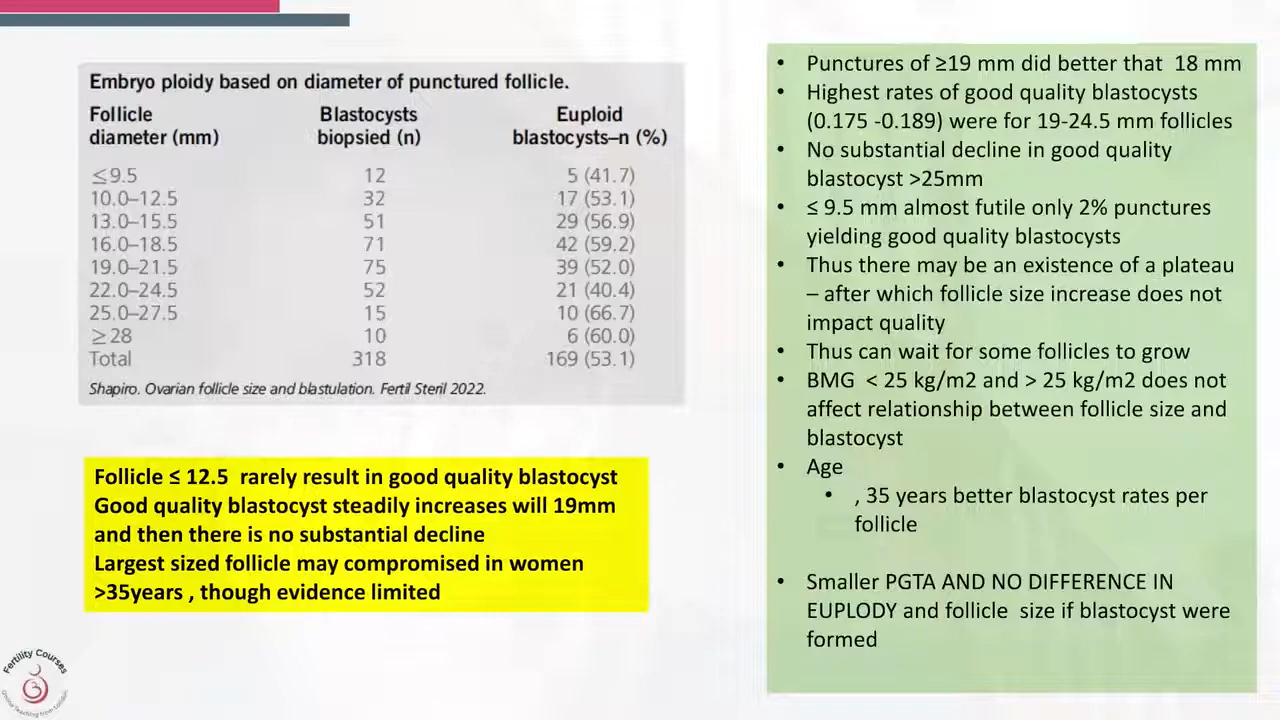 Embryo ploidy based on diameter of punctured follicle.
Follicle diameter (mm) Blastocysts biopsied (n) Euploid blastocysts–n (%)
≤9.5 12 5 (41.7)
10.0–12.5 32 17 (53.1)
13.0–15.5 51 29 (56.9)
16.0–18.5 71 42 (59.2)
19.0–21.5 75 39 (52.0)
22.0–24.5 52 21 (40.4)
25.0–27.5 15 10 (66.7)
≥28 10 6 (60.0)
Total 318 169 (53.1)
Shapiro. Ovarian follicle size and blastulation. Fertil Steril 2022.
Follicle ≤ 12.5 rarely result in good quality blastocyst
Good quality blastocyst steadily increases will 19mm
and then there is no substantial decline
Largest sized follicle may compromised in women
>35years , though evidence limited
• Punctures of ≥19 mm did better that 18 mm
• Highest rates of good quality blastocysts
(0.175 -0.189) were for 19-24.5 mm follicles
• No substantial decline in good quality
blastocyst >25mm
• ≤ 9.5 mm almost futile only 2% punctures
yielding good quality blastocysts
• Thus there may be an existence of a plateau
– after which follicle size increase does not
impact quality
• Thus can wait for some follicles to grow
• BMG < 25 kg/m2 and > 25 kg/m2 does not
affect relationship between follicle size and
blastocyst
• Age
• , 35 years better blastocyst rates per
follicle
• Smaller PGTA AND NO DIFFERENCE IN
EUPLODY and follicle size if blastocyst were
formed
Fertility Courses
Online Teaching from London